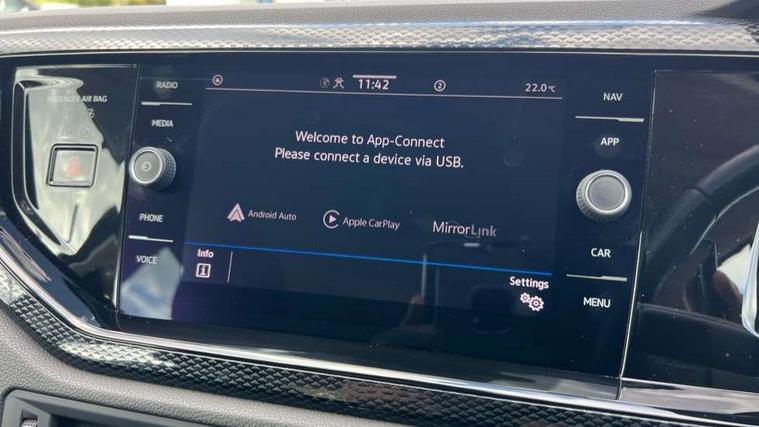 PASSENGER AIR BAG
RADIO
MEDIA
PHONE
VOICE
11:42
2
22.0°C
Welcome to App-Connect
Please connect a device via USB.
Android Auto
Apple CarPlay
MirrorLink
Info
i
Settings
NAV
APP
CAR
MENU